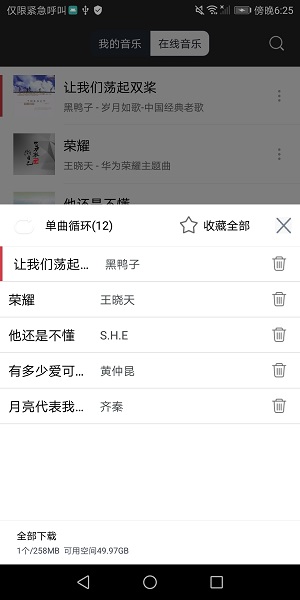 仅限紧急呼叫 傍晚6:25
我的音乐 在线音乐
让我们荡起双桨
黑鸭子 - 岁月如歌-中国经典老歌
荣耀
王晓天 - 华为荣耀主题曲
他还是不懂
单曲循环(12) 收藏全部
让我们荡起... 黑鸭子
荣耀 王晓天
他还是不懂 S.H.E
有多少爱可... 黄仲昆
月亮代表我... 齐秦
全部下载
1个/258MB 可用空间49.97GB